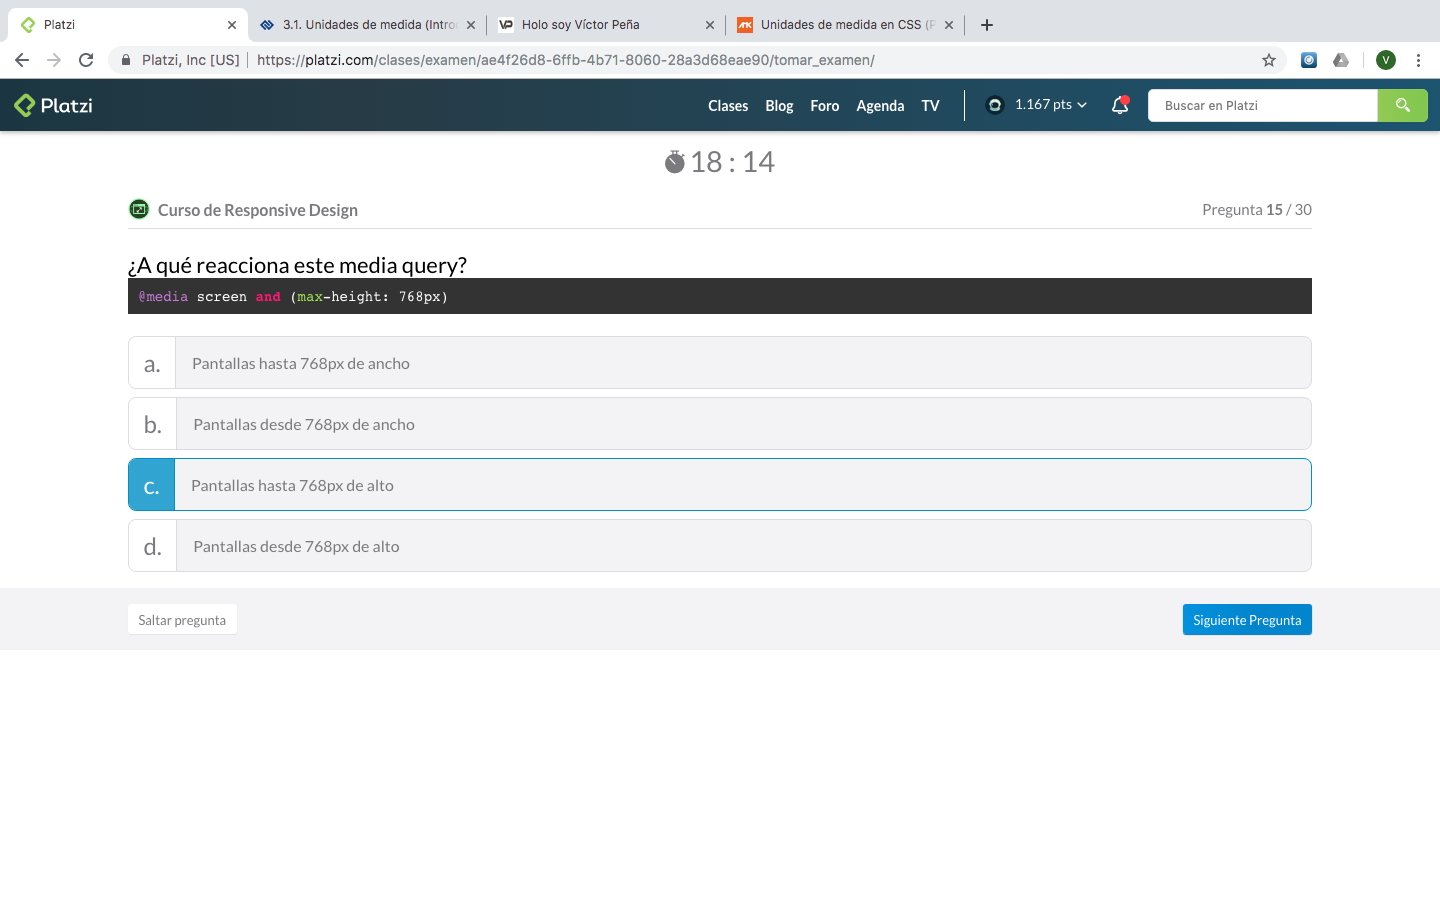 Platzi
3.1. Unidades de medida (Intro
Holo soy Víctor Peña
Unidades de medida en CSS (P
Platzi, Inc [US] https://platzi.com/clases/examen/ae4f26d8-6ffb-4b71-8060-28a3d68eae90/tomar_examen/
V
Platzi
Clases Blog Foro Agenda TV
1.167 pts
Buscar en Platzi
18 : 14
Curso de Responsive Design
Pregunta 15 / 30
¿A qué reacciona este media query?
@media screen and (max-height: 768px)
a. Pantallas hasta 768px de ancho
b. Pantallas desde 768px de ancho
c. Pantallas hasta 768px de alto
d. Pantallas desde 768px de alto
Saltar pregunta
Siguiente Pregunta